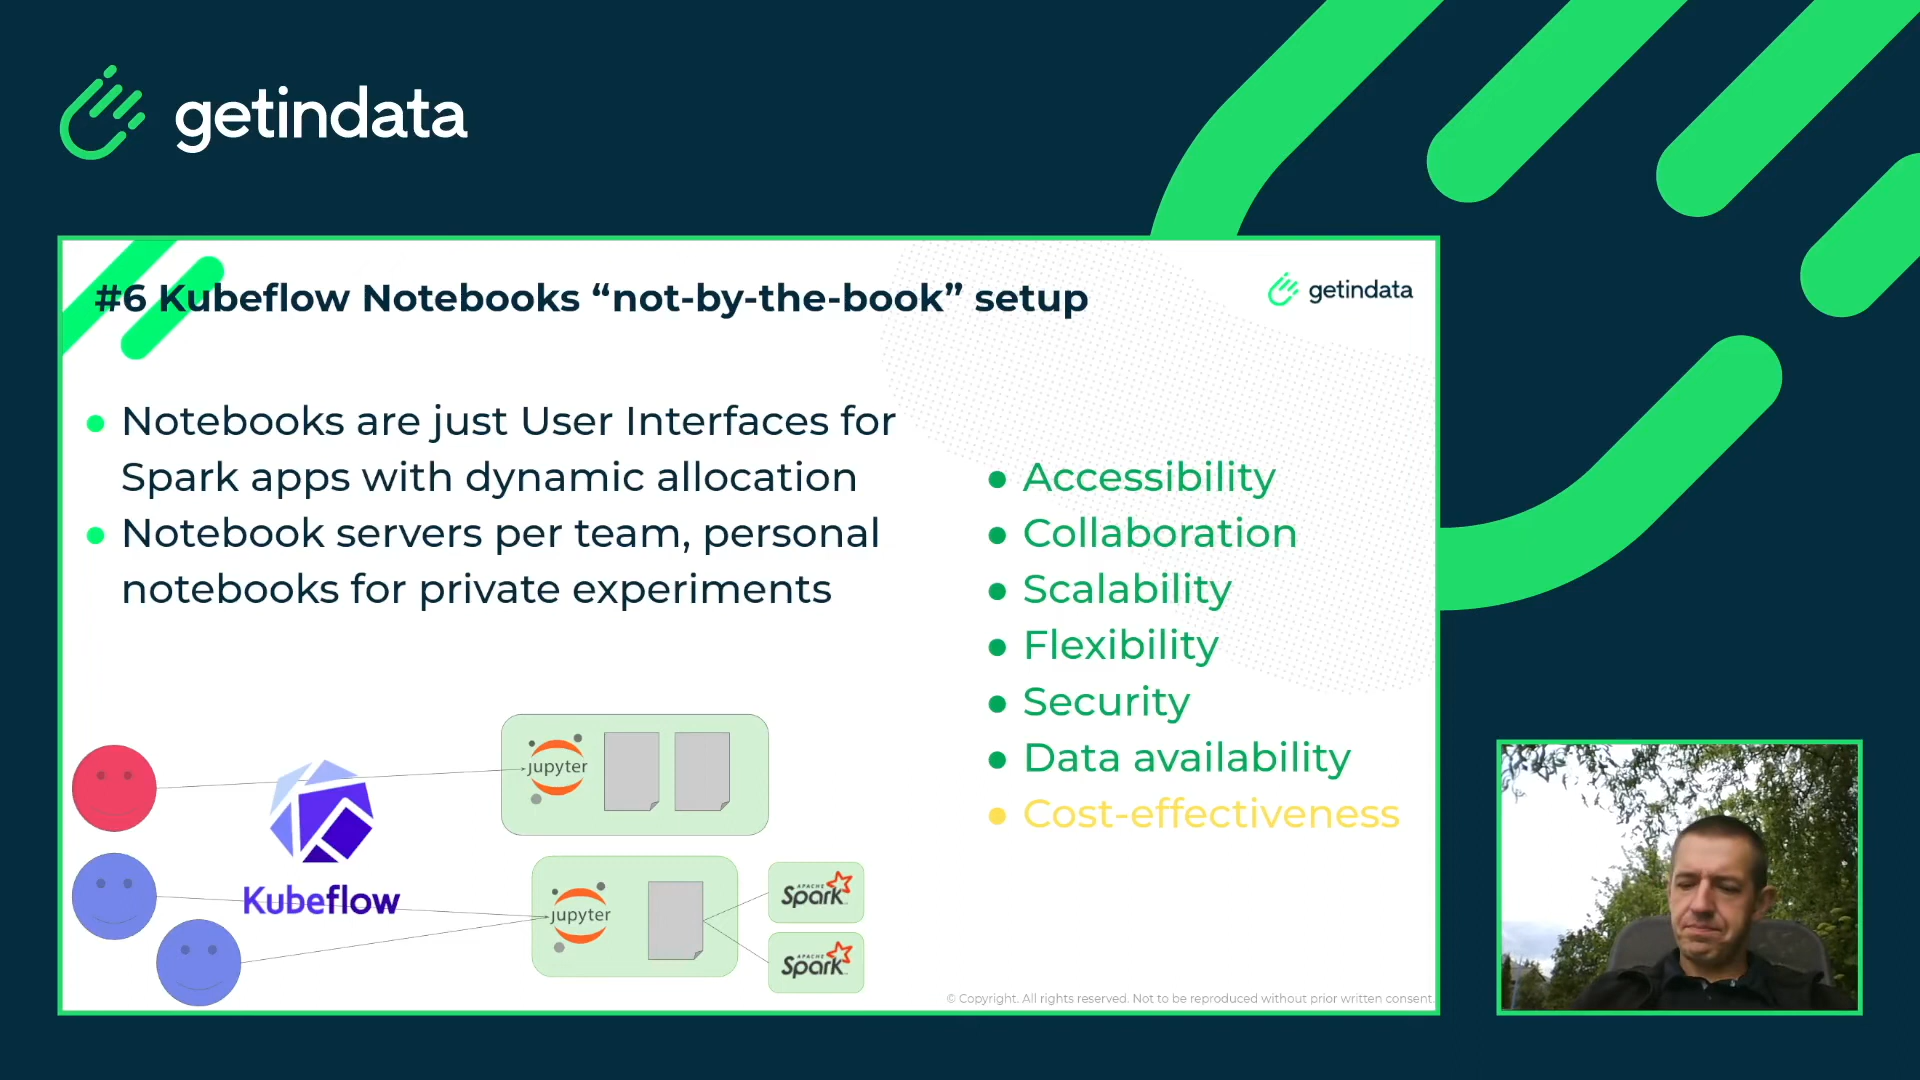 getindata
#6 Kubeflow Notebooks “not-by-the-book” setup
getindata
Notebooks are just User Interfaces for
Spark apps with dynamic allocation
Notebook servers per team, personal
notebooks for private experiments
Accessibility
Collaboration
Scalability
Flexibility
Security
Data availability
Cost-effectiveness
Kubeflow
jupyter
jupyter
APACHE
Spark
APACHE
Spark
© Copyright. All rights reserved. Not to be reproduced without prior written consent.